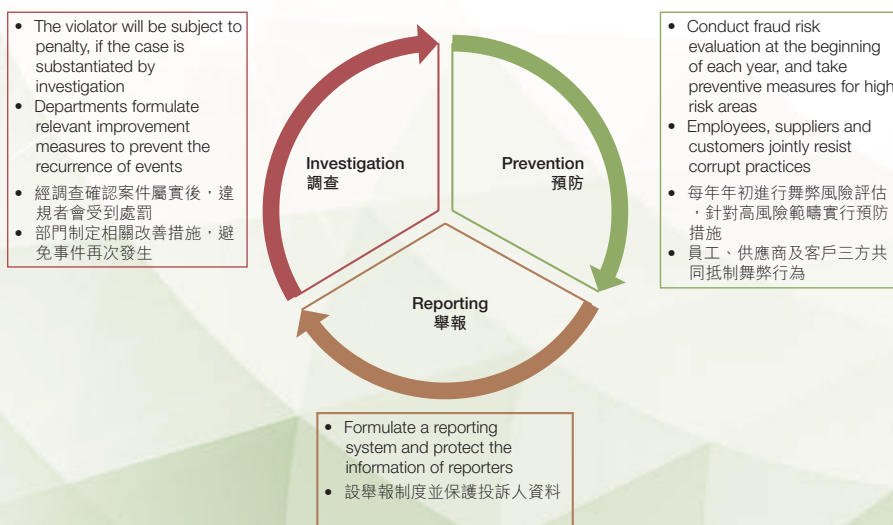 • The violator will be subject to
penalty, if the case is
substantiated by
investigation
• Departments formulate
relevant improvement
measures to prevent the
recurrence of events
• 經調查確認案件屬實後，違
規者會受到處罰
• 部門制定相關改善措施，避
免事件再次發生
Investigation
調查
Prevention
預防
Reporting
舉報
• Conduct fraud risk
evaluation at the beginning
of each year, and take
preventive measures for high
risk areas
• Employees, suppliers and
customers jointly resist
corrupt practices
• 每年年初進行舞弊風險評估
，針對高風險範疇實行預防
措施
• 員工、供應商及客戶三方共
同抵制舞弊行為
• Formulate a reporting
system and protect the
information of reporters
• 設舉報制度並保護投訴人資料